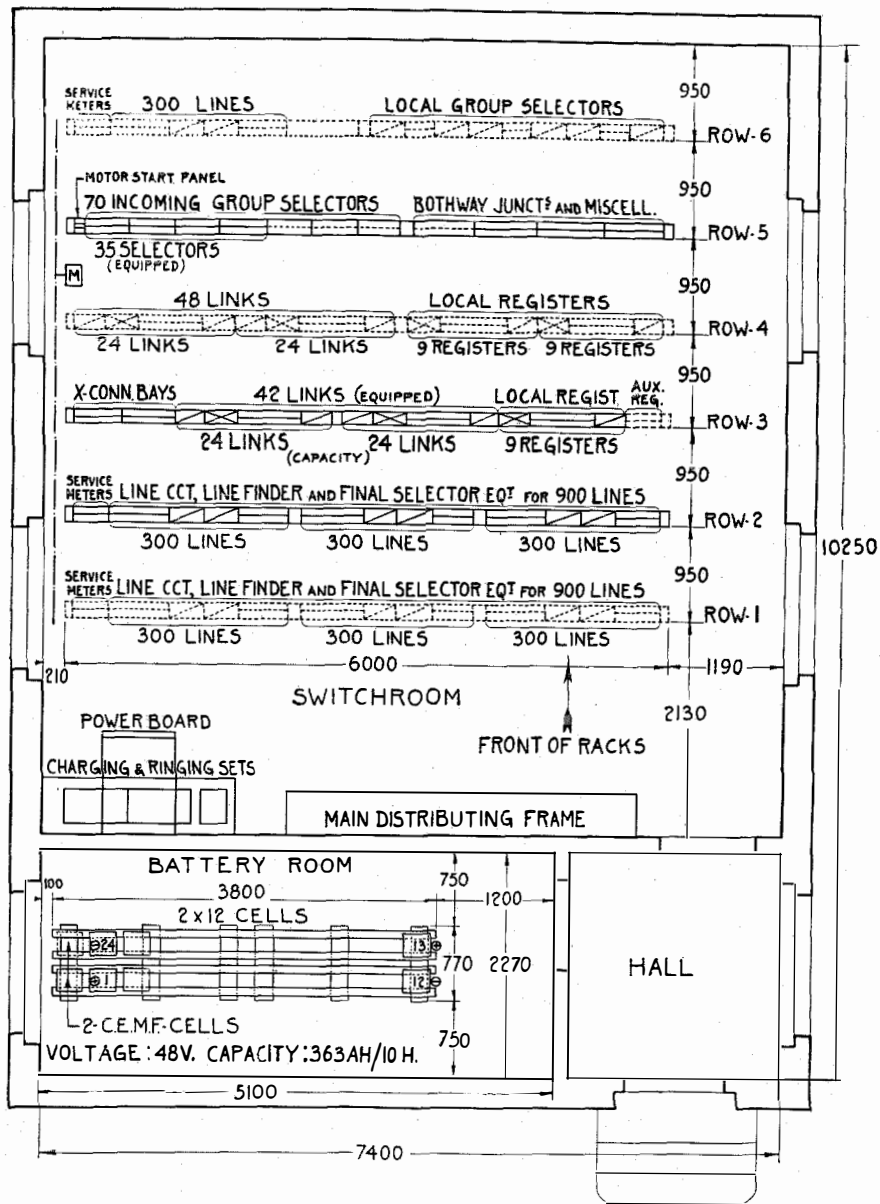 SERVICE METERS
300 LINES
LOCAL GROUP SELECTORS
950
ROW-6
MOTOR START PANEL
70 INCOMING GROUP SELECTORS
BOTHWAY JUNCTS AND MISCELL.
950
ROW-5
35 SELECTORS
(EQUIPPED)
M
48 LINKS
LOCAL REGISTERS
950
ROW-4
24 LINKS
24 LINKS
9 REGISTERS
9 REGISTERS
X-CONN. BAYS
42 LINKS (EQUIPPED)
LOCAL REGIST
AUX. REG.
950
ROW-3
24 LINKS
(CAPACITY)
24 LINKS
9 REGISTERS
SERVICE METERS
LINE CCT, LINE FINDER AND FINAL SELECTOR EQT FOR 900 LINES
950
ROW-2
300 LINES
300 LINES
300 LINES
10250
SERVICE METERS
LINE CCT, LINE FINDER AND FINAL SELECTOR EQT FOR 900 LINES
950
ROW-1
300 LINES
300 LINES
300 LINES
210
6000
1190
SWITCHROOM
2130
POWER BOARD
FRONT OF RACKS
CHARGING & RINGING SETS
MAIN DISTRIBUTING FRAME
BATTERY ROOM
100
3800
750
1200
2 x 12 CELLS
⊖24
13⊕
770
2270
HALL
⊕1
12⊖
2-C.E.M.F.-CELLS
750
VOLTAGE: 48V. CAPACITY: 363AH/10 H.
5100
7400